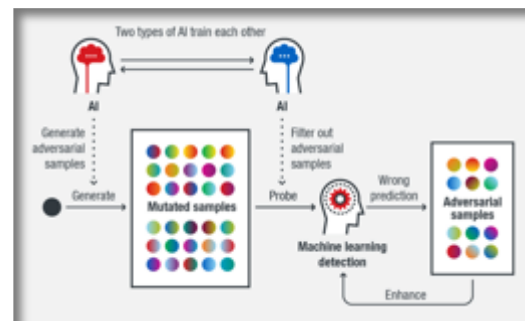 Two types of AI train each other
AI
AI
Generate
adversarial
samples
Filter out
adversarial
samples
Generate
Mutated samples
Probe
Machine learning
detection
Wrong
prediction
Adversarial
samples
Enhance